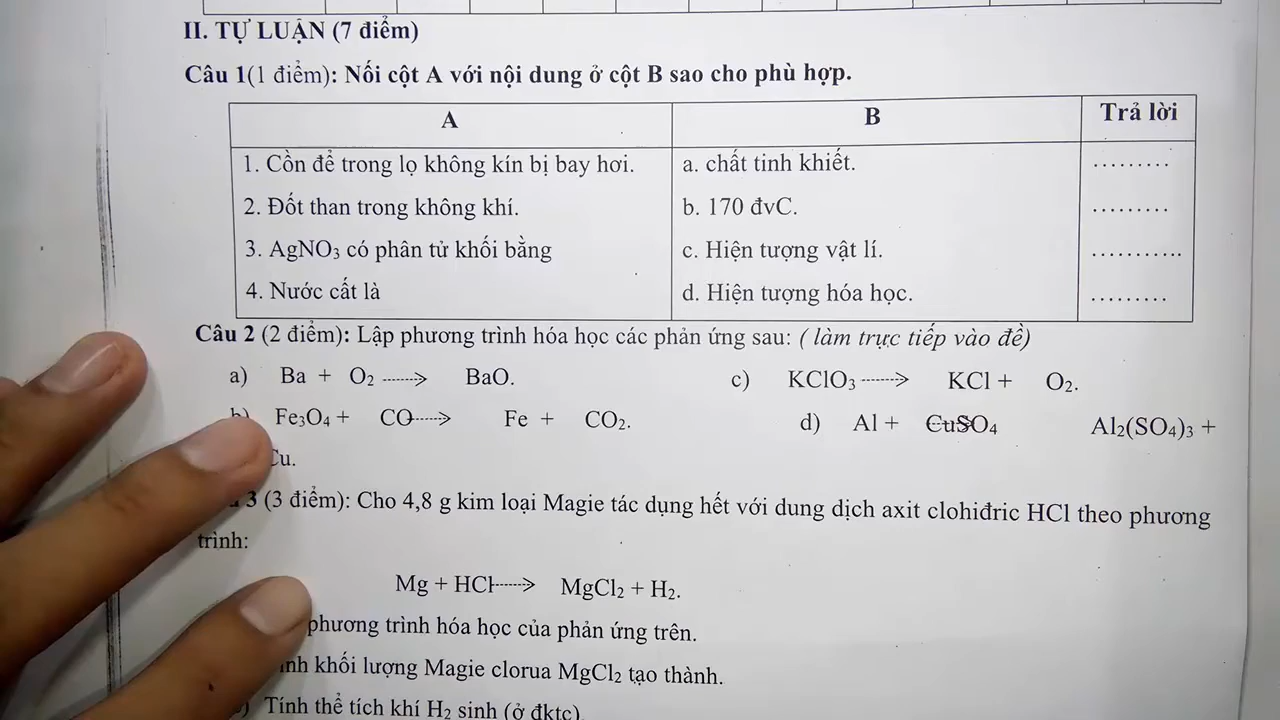 II. TỰ LUẬN (7 điểm)
Câu 1(1 điểm): Nối cột A với nội dung ở cột B sao cho phù hợp.
A B Trả lời
1. Cồn để trong lọ không kín bị bay hơi. a. chất tinh khiết. .........
2. Đốt than trong không khí. b. 170 đvC. .........
3. AgNO₃ có phân tử khối bằng c. Hiện tượng vật lí. ...........
4. Nước cất là d. Hiện tượng hóa học. .........
Câu 2 (2 điểm): Lập phương trình hóa học các phản ứng sau: ( làm trực tiếp vào đề)
a) Ba + O₂ -------> BaO. c) KClO₃ -------> KCl + O₂.
b) Fe₃O₄ + CO -------> Fe + CO₂. d) Al + CuSO₄ -------> Al₂(SO₄)₃ +
Cu.
3 (3 điểm): Cho 4,8 g kim loại Magie tác dụng hết với dung dịch axit clohiđric HCl theo phương
trình:
Mg + HCl -------> MgCl₂ + H₂.
phương trình hóa học của phản ứng trên.
khối lượng Magie clorua MgCl₂ tạo thành.
Tính thể tích khí H₂ sinh (ở đktc).